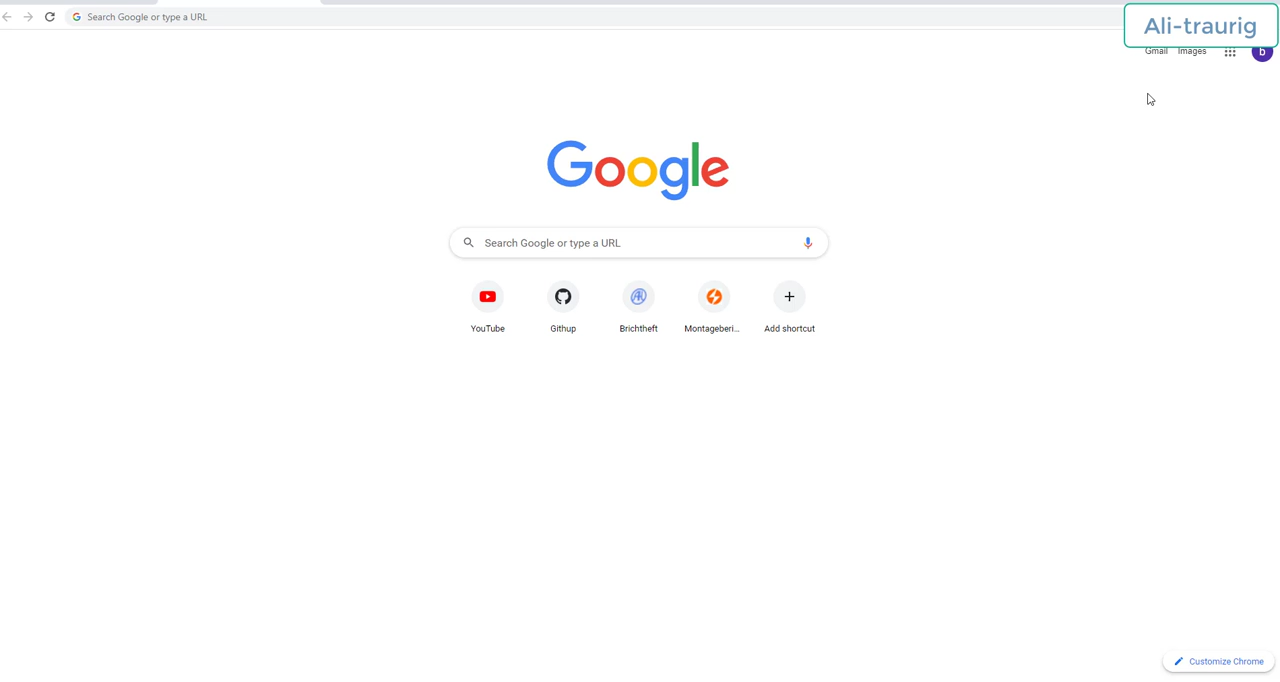 Search Google or type a URL
Ali-traurig
Gmail Images
b
Google
Search Google or type a URL
YouTube Githup Brichtheft Montageberi... Add shortcut
Customize Chrome